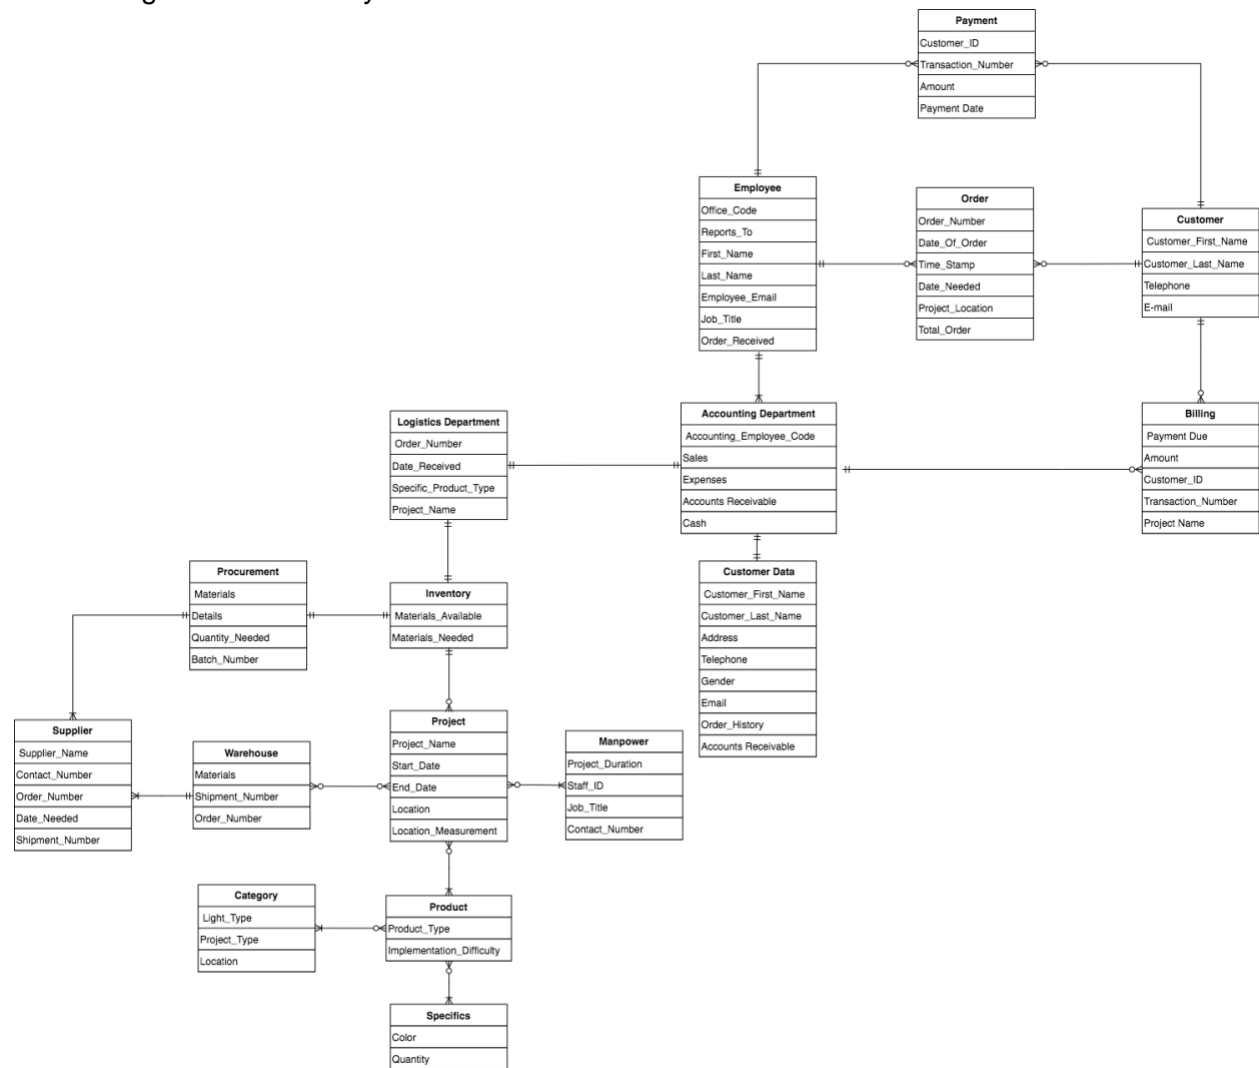 Payment
Customer_ID
Transaction_Number
Amount
Payment Date
Employee
Office_Code
Reports_To
First_Name
Last_Name
Employee_Email
Job_Title
Order_Received
Order
Order_Number
Date_Of_Order
Time_Stamp
Date_Needed
Project_Location
Total_Order
Customer
Customer_First_Name
Customer_Last_Name
Telephone
E-mail
Logistics Department
Order_Number
Date_Received
Specific_Product_Type
Project_Name
Accounting Department
Accounting_Employee_Code
Sales
Expenses
Accounts Receivable
Cash
Billing
Payment Due
Amount
Customer_ID
Transaction_Number
Project Name
Procurement
Materials
Details
Quantity_Needed
Batch_Number
Inventory
Materials_Available
Materials_Needed
Customer Data
Customer_First_Name
Customer_Last_Name
Address
Telephone
Gender
Email
Order_History
Accounts Receivable
Supplier
Supplier_Name
Contact_Number
Order_Number
Date_Needed
Shipment_Number
Warehouse
Materials
Shipment_Number
Order_Number
Project
Project_Name
Start_Date
End_Date
Location
Location_Measurement
Manpower
Project_Duration
Staff_ID
Job_Title
Contact_Number
Category
Light_Type
Project_Type
Location
Product
Product_Type
Implementation_Difficulty
Specifics
Color
Quantity